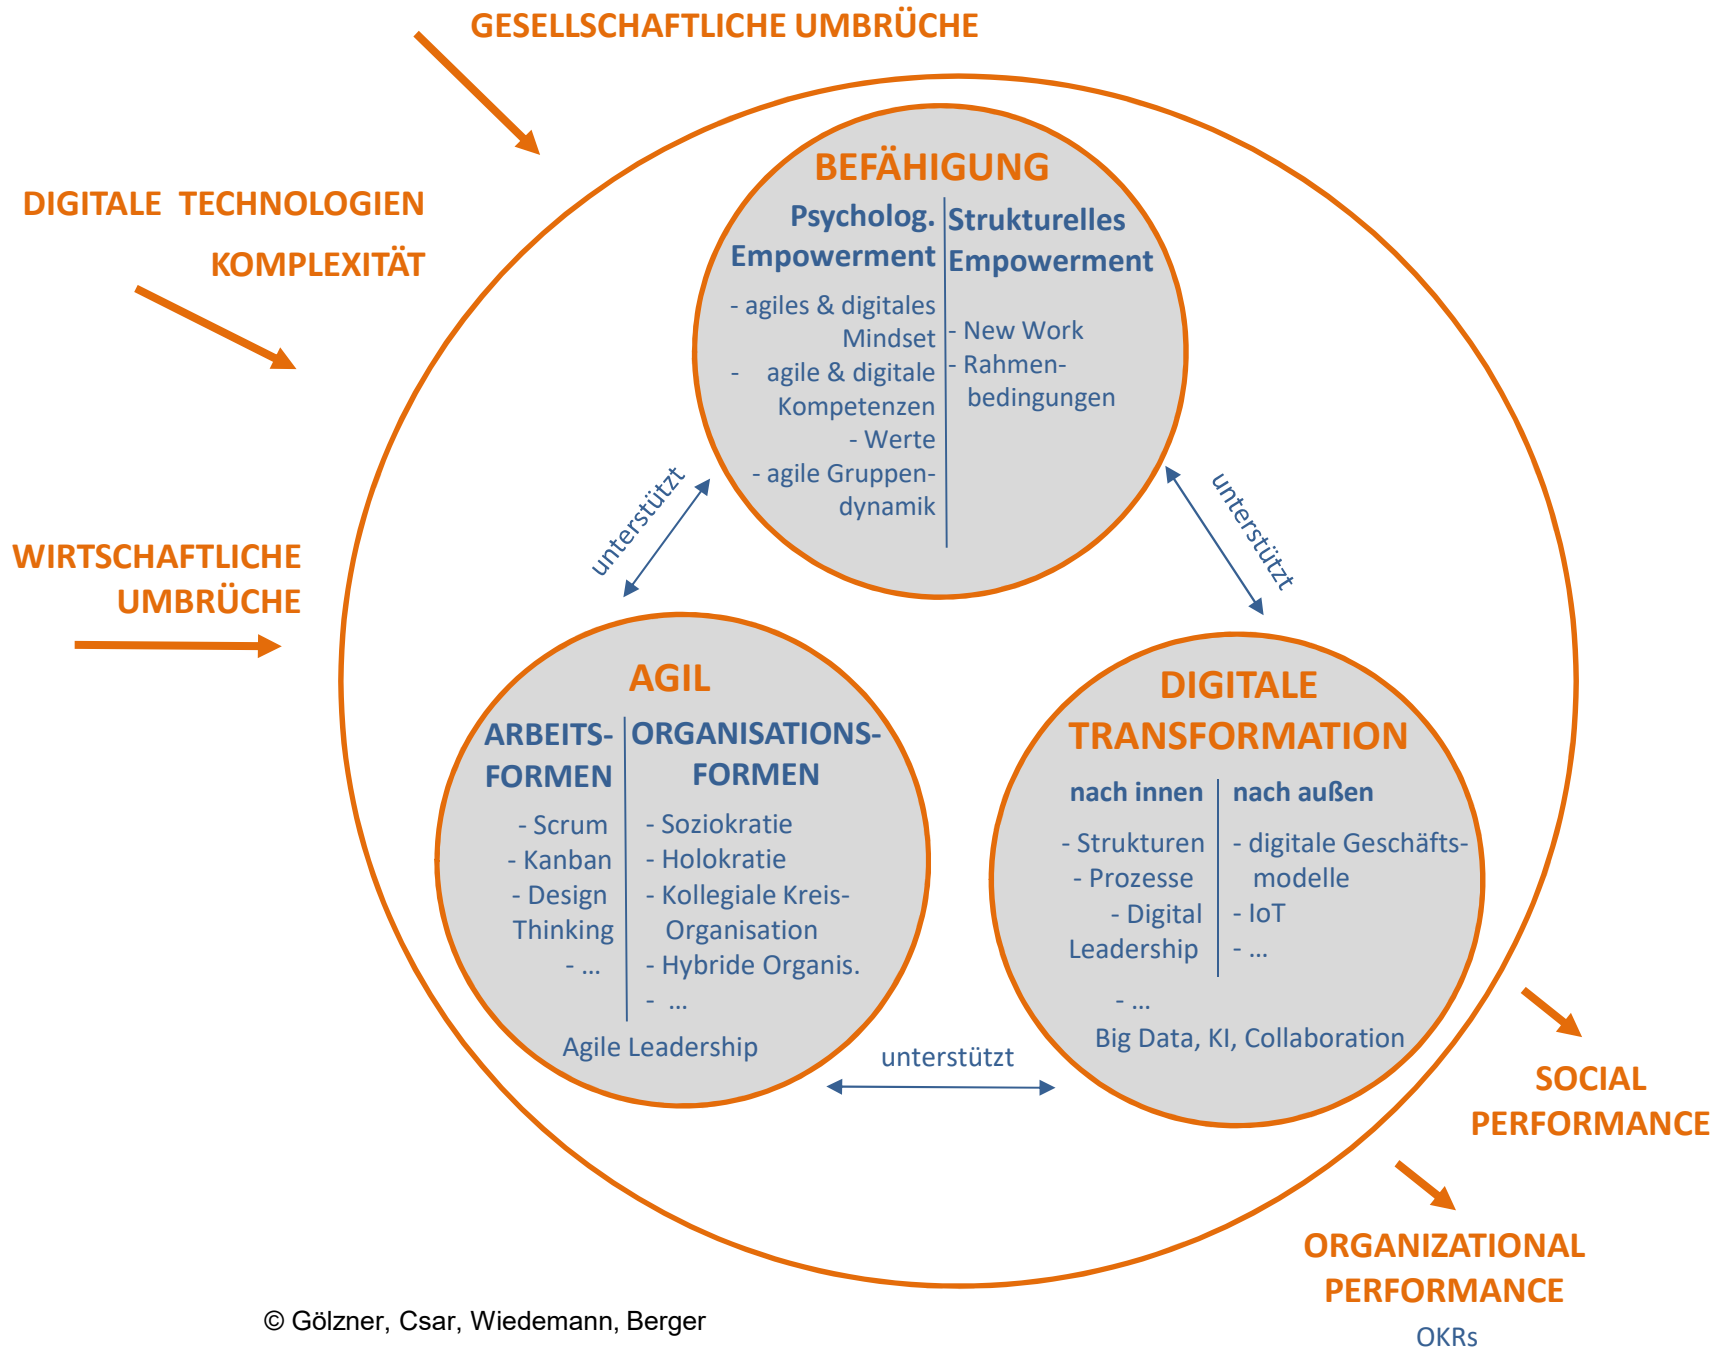 GESELLSCHAFTLICHE UMBRÜCHE
DIGITALE TECHNOLOGIEN
KOMPLEXITÄT
WIRTSCHAFTLICHE
UMBRÜCHE
BEFÄHIGUNG
Psycholog.
Empowerment
- agiles & digitales
Mindset
- agile & digitale
Kompetenzen
- Werte
- agile Gruppen-
dynamik
Strukturelles
Empowerment
- New Work
- Rahmen-
bedingungen
unterstützt
unterstützt
AGIL
ARBEITS-
FORMEN
- Scrum
- Kanban
- Design
Thinking
- ...
ORGANISATIONS-
FORMEN
- Soziokratie
- Holokratie
- Kollegiale Kreis-
Organisation
- Hybride Organis.
- ...
Agile Leadership
unterstützt
DIGITALE
TRANSFORMATION
nach innen
- Strukturen
- Prozesse
- Digital
Leadership
- ...
nach außen
- digitale Geschäfts-
modelle
- IoT
- ...
Big Data, KI, Collaboration
SOCIAL
PERFORMANCE
ORGANIZATIONAL
PERFORMANCE
OKRs
© Gölzner, Csar, Wiedemann, Berger